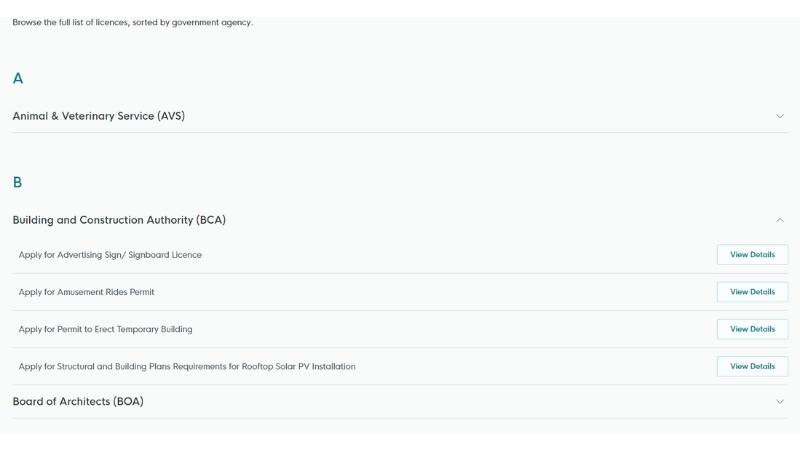 Browse the full list of licences, sorted by government agency.
A
Animal & Veterinary Service (AVS)
B
Building and Construction Authority (BCA)
Apply for Advertising Sign/ Signboard Licence
View Details
Apply for Amusement Rides Permit
View Details
Apply for Permit to Erect Temporary Building
View Details
Apply for Structural and Building Plans Requirements for Rooftop Solar PV Installation
View Details
Board of Architects (BOA)